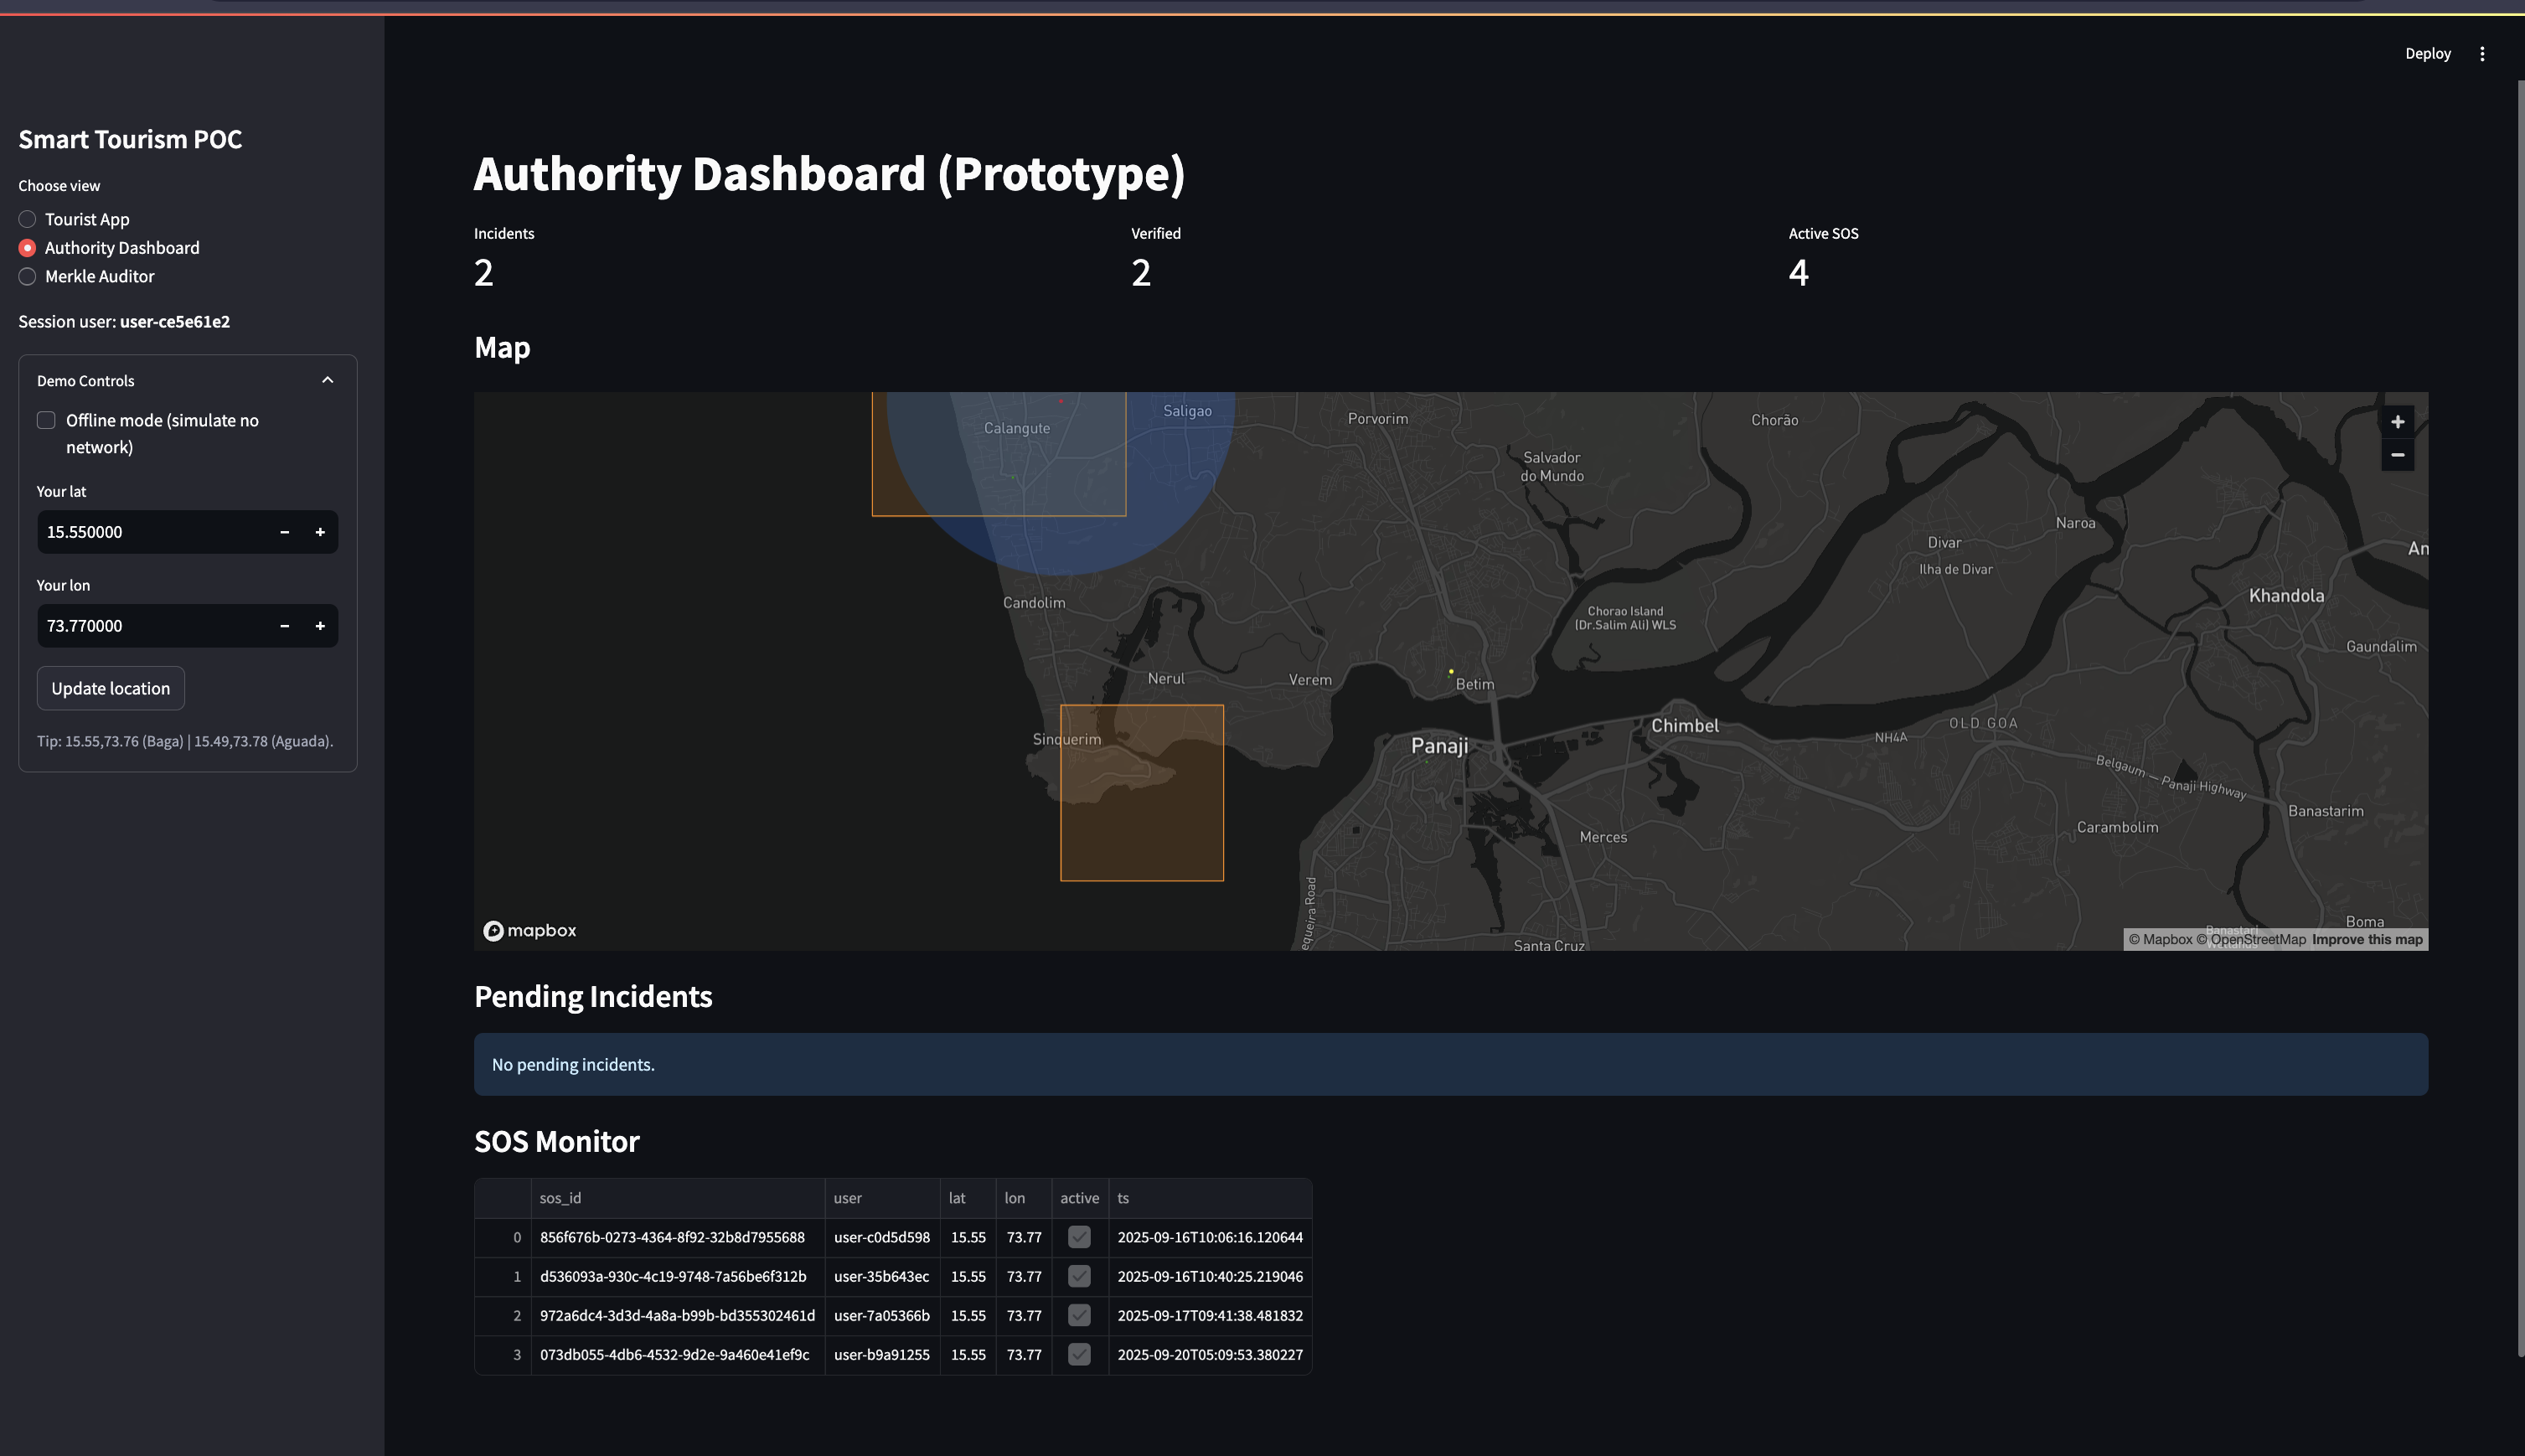 Deploy
Smart Tourism POC
Choose view
Tourist App
Authority Dashboard
Merkle Auditor
Session user: user-ce5e61e2
Demo Controls
Offline mode (simulate no
network)
Your lat
15.550000
− +
Your lon
73.770000
− +
Update location
Tip: 15.55,73.76 (Baga) | 15.49,73.78 (Aguada).
Authority Dashboard (Prototype)
Incidents
2
Verified
2
Active SOS
4
Map
Calangute
Saligao
Porvorim
Chorão
+
−
Salvador
do Mundo
Naroa
Divar
Ilha de Divar
An
Khandola
Candolim
Chorao Island
(Dr.Salim Ali) WLS
Gaundalim
Nerul
Verem
Betim
Sinquerim
Panaji
Chimbel
OLD GOA
NH4A
Belgaum — Panaji Highway
Banastarim
Carambolim
Merces
equeira Road
Santa Cruz
Boma
mapbox
© Mapbox © OpenStreetMap Improve this map
Pending Incidents
No pending incidents.
SOS Monitor
sos_id user lat lon active ts
0 856f676b-0273-4364-8f92-32b8d7955688 user-c0d5d598 15.55 73.77 2025-09-16T10:06:16.120644
1 d536093a-930c-4c19-9748-7a56be6f312b user-35b643ec 15.55 73.77 2025-09-16T10:40:25.219046
2 972a6dc4-3d3d-4a8a-b99b-bd355302461d user-7a05366b 15.55 73.77 2025-09-17T09:41:38.481832
3 073db055-4db6-4532-9d2e-9a460e41ef9c user-b9a91255 15.55 73.77 2025-09-20T05:09:53.380227